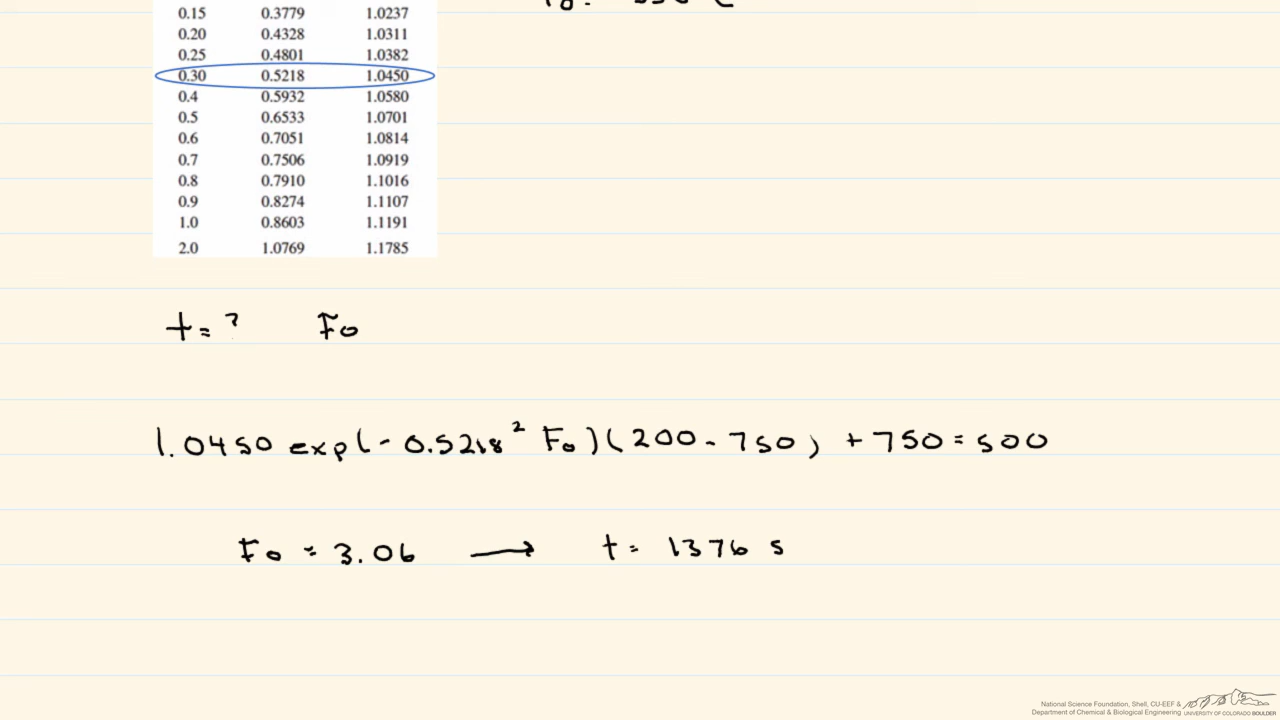 0.15 0.3779 1.0237
0.20 0.4328 1.0311
0.25 0.4801 1.0382
0.30 0.5218 1.0450
0.4 0.5932 1.0580
0.5 0.6533 1.0701
0.6 0.7051 1.0814
0.7 0.7506 1.0919
0.8 0.7910 1.1016
0.9 0.8274 1.1107
1.0 0.8603 1.1191
2.0 1.0769 1.1785
t = ? Fo
1.0450 exp(- 0.5218² Fo)(200 - 750) + 750 = 500
Fo = 3.06 → t = 1376 s
National Science Foundation, Shell, CU-EEF &
Department of Chemical & Biological Engineering UNIVERSITY OF COLORADO BOULDER